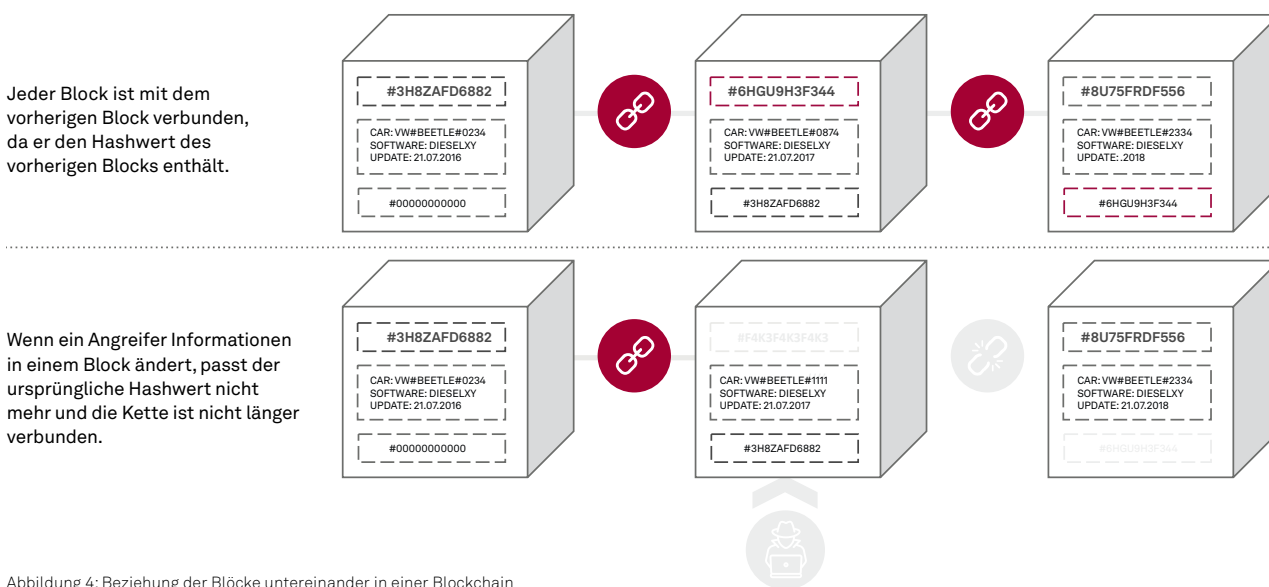 Jeder Block ist mit dem
vorherigen Block verbunden,
da er den Hashwert des
vorherigen Blocks enthält.
#3H8ZAFD6882
CAR: VW#BEETLE#0234
SOFTWARE: DIESELXY
UPDATE: 21.07.2016
#00000000000
#6HGU9H3F344
CAR: VW#BEETLE#0874
SOFTWARE: DIESELXY
UPDATE: 21.07.2017
#3H8ZAFD6882
#8U75FRDF556
CAR: VW#BEETLE#2334
SOFTWARE: DIESELXY
UPDATE: .2018
#6HGU9H3F344
Wenn ein Angreifer Informationen
in einem Block ändert, passt der
ursprüngliche Hashwert nicht
mehr und die Kette ist nicht länger
verbunden.
#3H8ZAFD6882
CAR: VW#BEETLE#0234
SOFTWARE: DIESELXY
UPDATE: 21.07.2016
#00000000000
#F4K3F4K3F4K3
CAR: VW#BEETLE#1111
SOFTWARE: DIESELXY
UPDATE: 21.07.2017
#3H8ZAFD6882
#8U75FRDF556
CAR: VW#BEETLE#2334
SOFTWARE: DIESELXY
UPDATE: 21.07.2018
#6HGU9H3F344
Abbildung 4: Beziehung der Blöcke untereinander in einer Blockchain